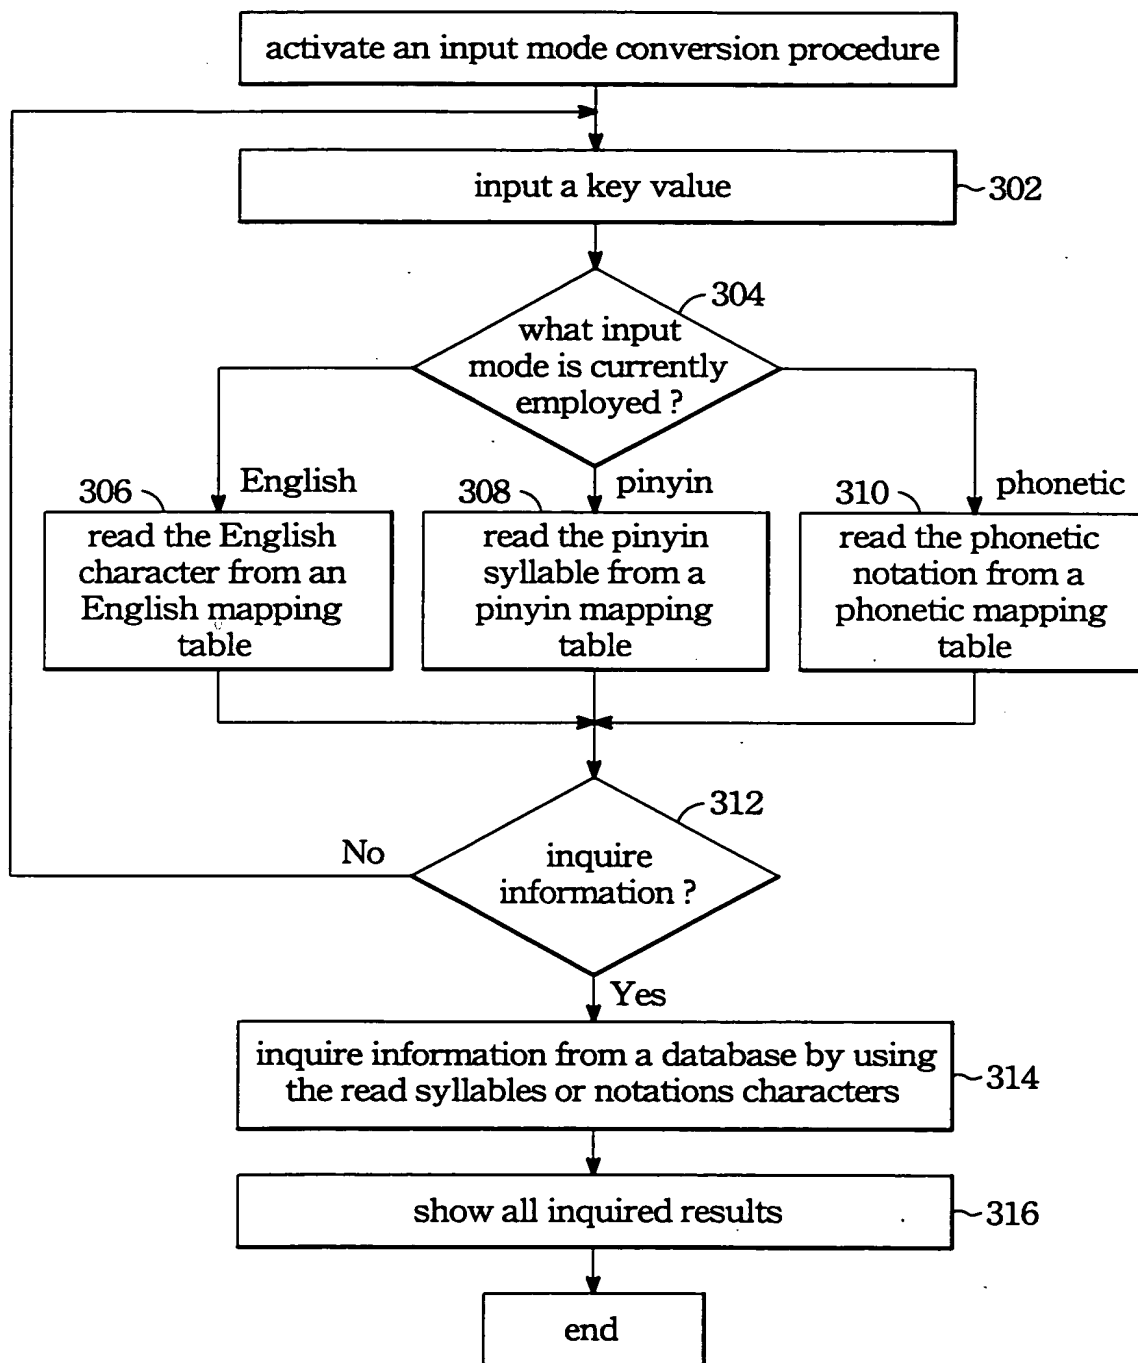 activate an input mode conversion procedure
input a key value
302
304
what input
mode is currently
employed ?
English
pinyin
phonetic
306
308
310
read the English
character from an
English mapping
table
read the pinyin
syllable from a
pinyin mapping
table
read the phonetic
notation from a
phonetic mapping
table
312
No
inquire
information ?
Yes
inquire information from a database by using
the read syllables or notations characters
314
show all inquired results
316
end